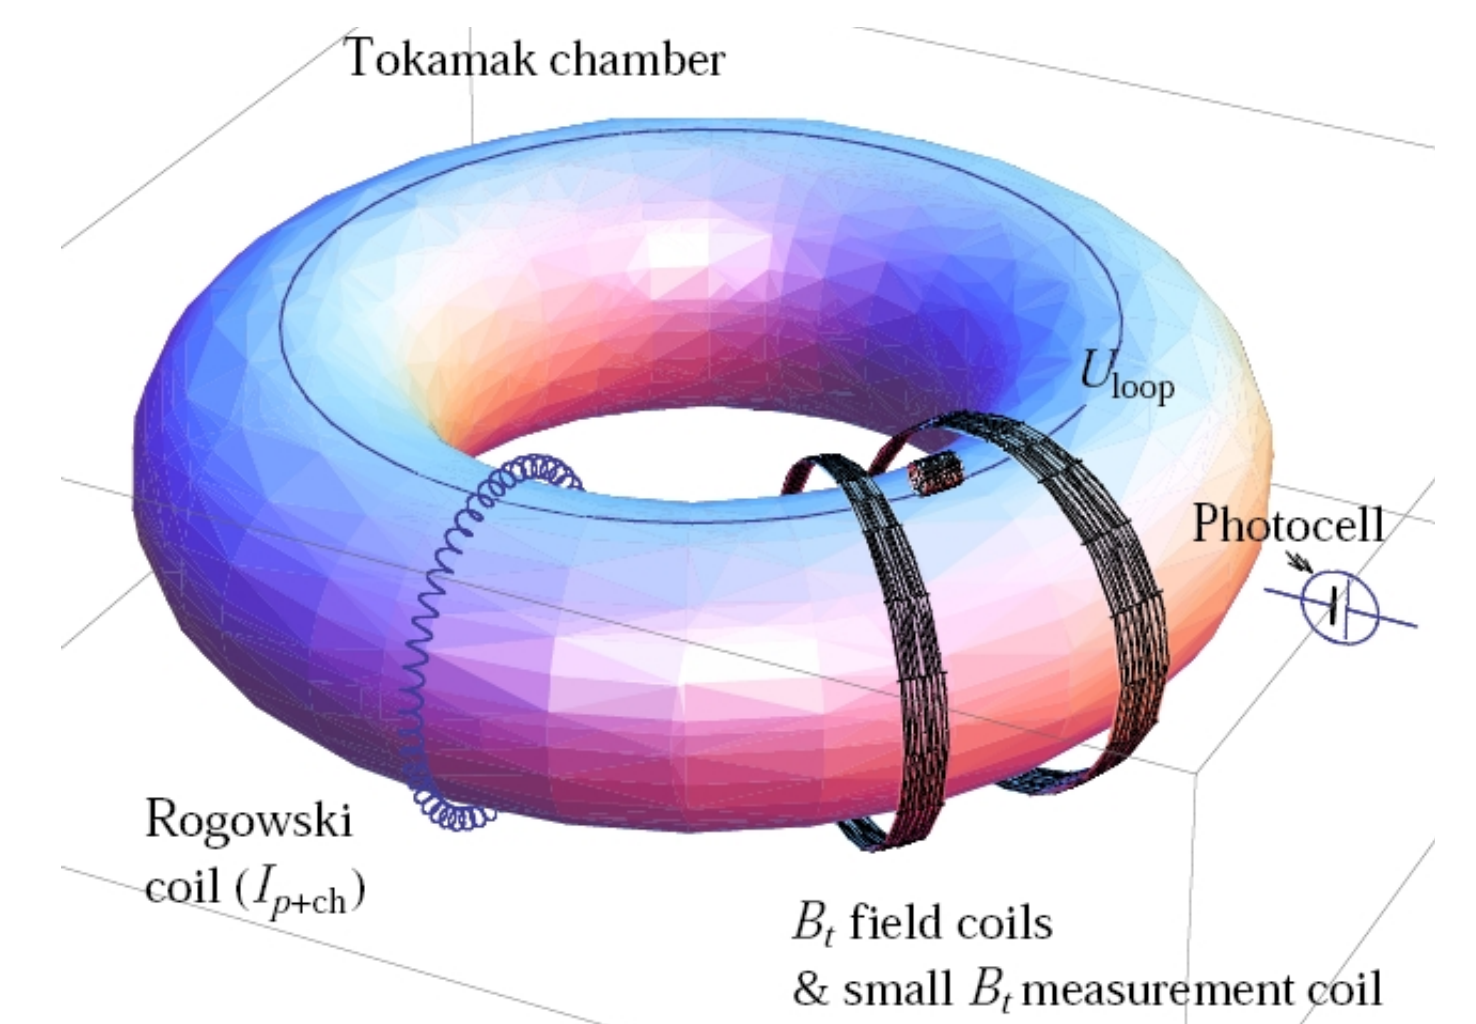 Tokamak chamber
U_loop
Photocell
Rogowski
coil (I_p+ch)
B_t field coils
& small B_t measurement coil